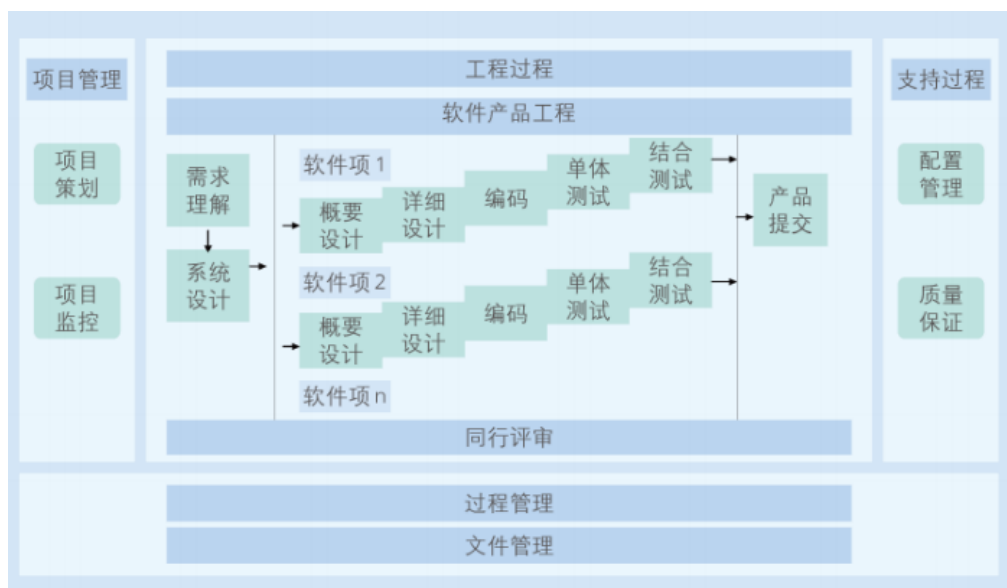 项目管理
项目
策划
项目
监控
工程过程
软件产品工程
需求
理解
系统
设计
软件项1
概要
设计
详细
设计
编码
单体
测试
结合
测试
软件项2
概要
设计
详细
设计
编码
单体
测试
结合
测试
软件项n
产品
提交
同行评审
支持过程
配置
管理
质量
保证
过程管理
文件管理